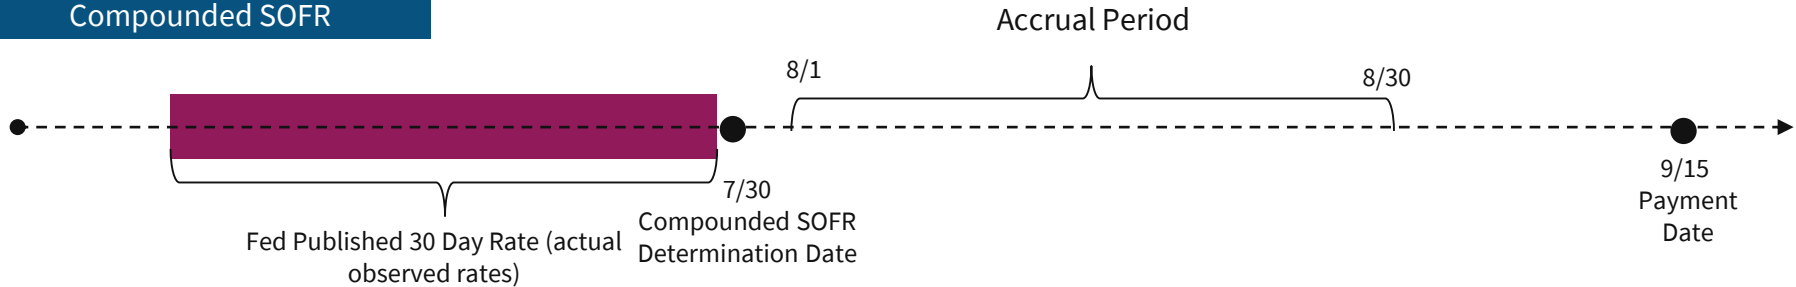 Compounded SOFR
Accrual Period
8/1
8/30
7/30
Compounded SOFR
Determination Date
Fed Published 30 Day Rate (actual
observed rates)
9/15
Payment
Date